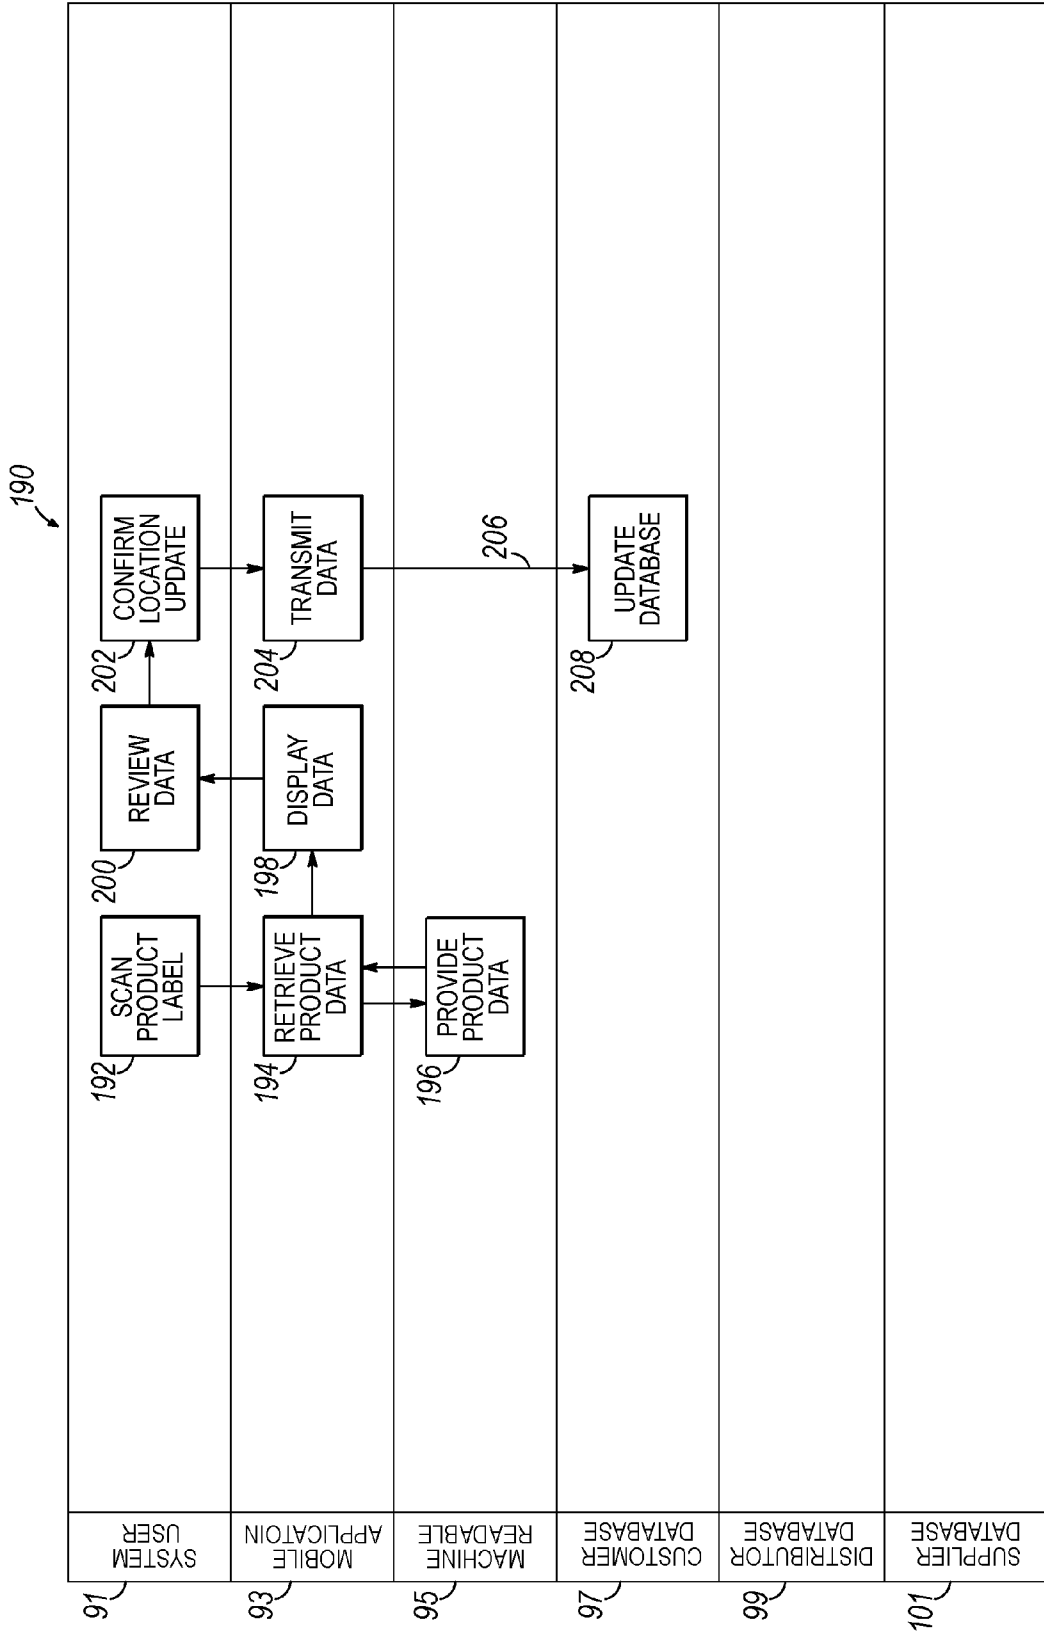 190
91
SYSTEM
USER
192
SCAN
PRODUCT
LABEL
200
REVIEW
DATA
202
CONFIRM
LOCATION
UPDATE
93
MOBILE
APPLICATOIN
194
RETRIEVE
PRODUCT
DATA
198
DISPLAY
DATA
204
TRANSMIT
DATA
95
MACHINE
READABLE
196
PROVIDE
PRODUCT
DATA
206
97
CUSTOMER
DATABASE
208
UPDATE
DATABASE
99
DISTRIBUTOR
DATABASE
101
SUPPLIER
DATABASE